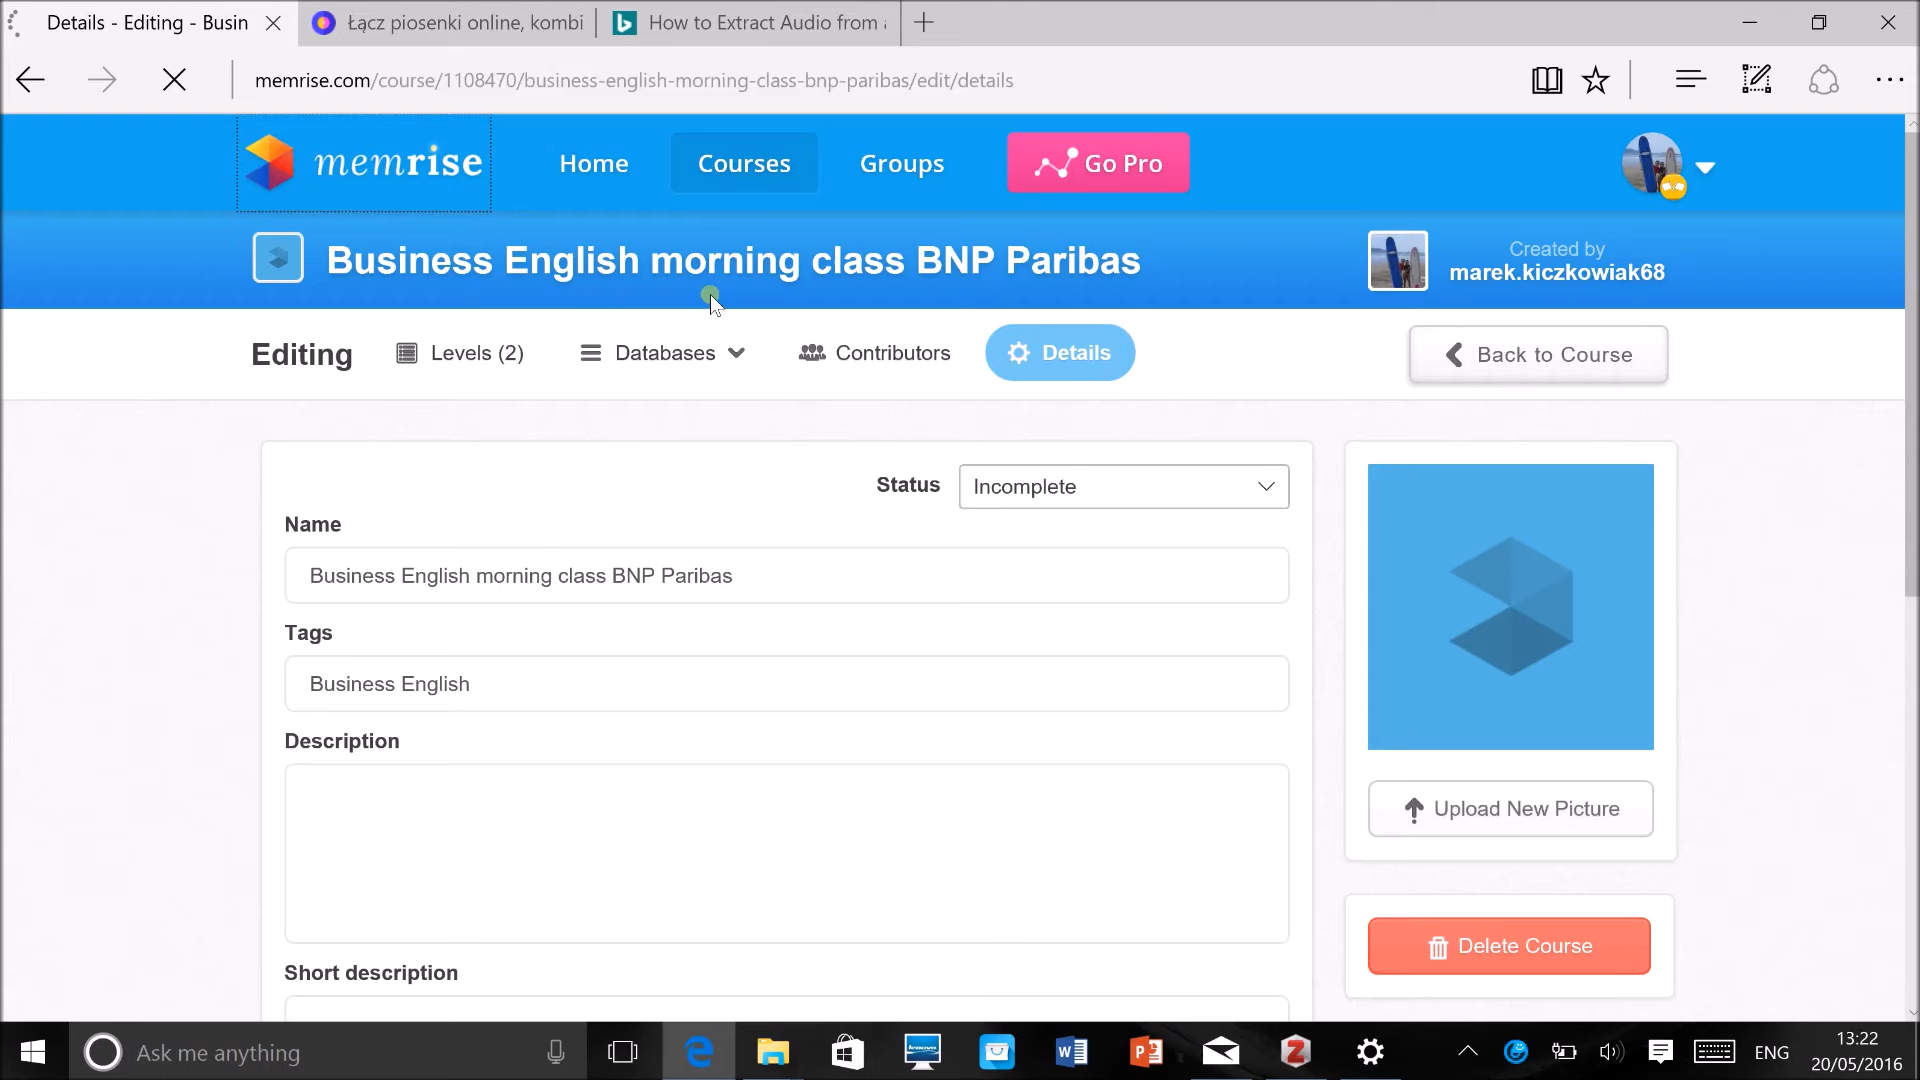 Details - Editing - Busin
Łącz piosenki online, kombi
How to Extract Audio from
memrise.com/course/1108470/business-english-morning-class-bnp-paribas/edit/details
memrise
Home
Courses
Groups
Go Pro
Business English morning class BNP Paribas
Created by
marek.kiczkowiak68
Editing
Levels (2)
Databases
Contributors
Details
Back to Course
Status
Incomplete
Name
Business English morning class BNP Paribas
Tags
Business English
Description
Upload New Picture
Short description
Delete Course
Ask me anything
ENG
13:22
20/05/2016